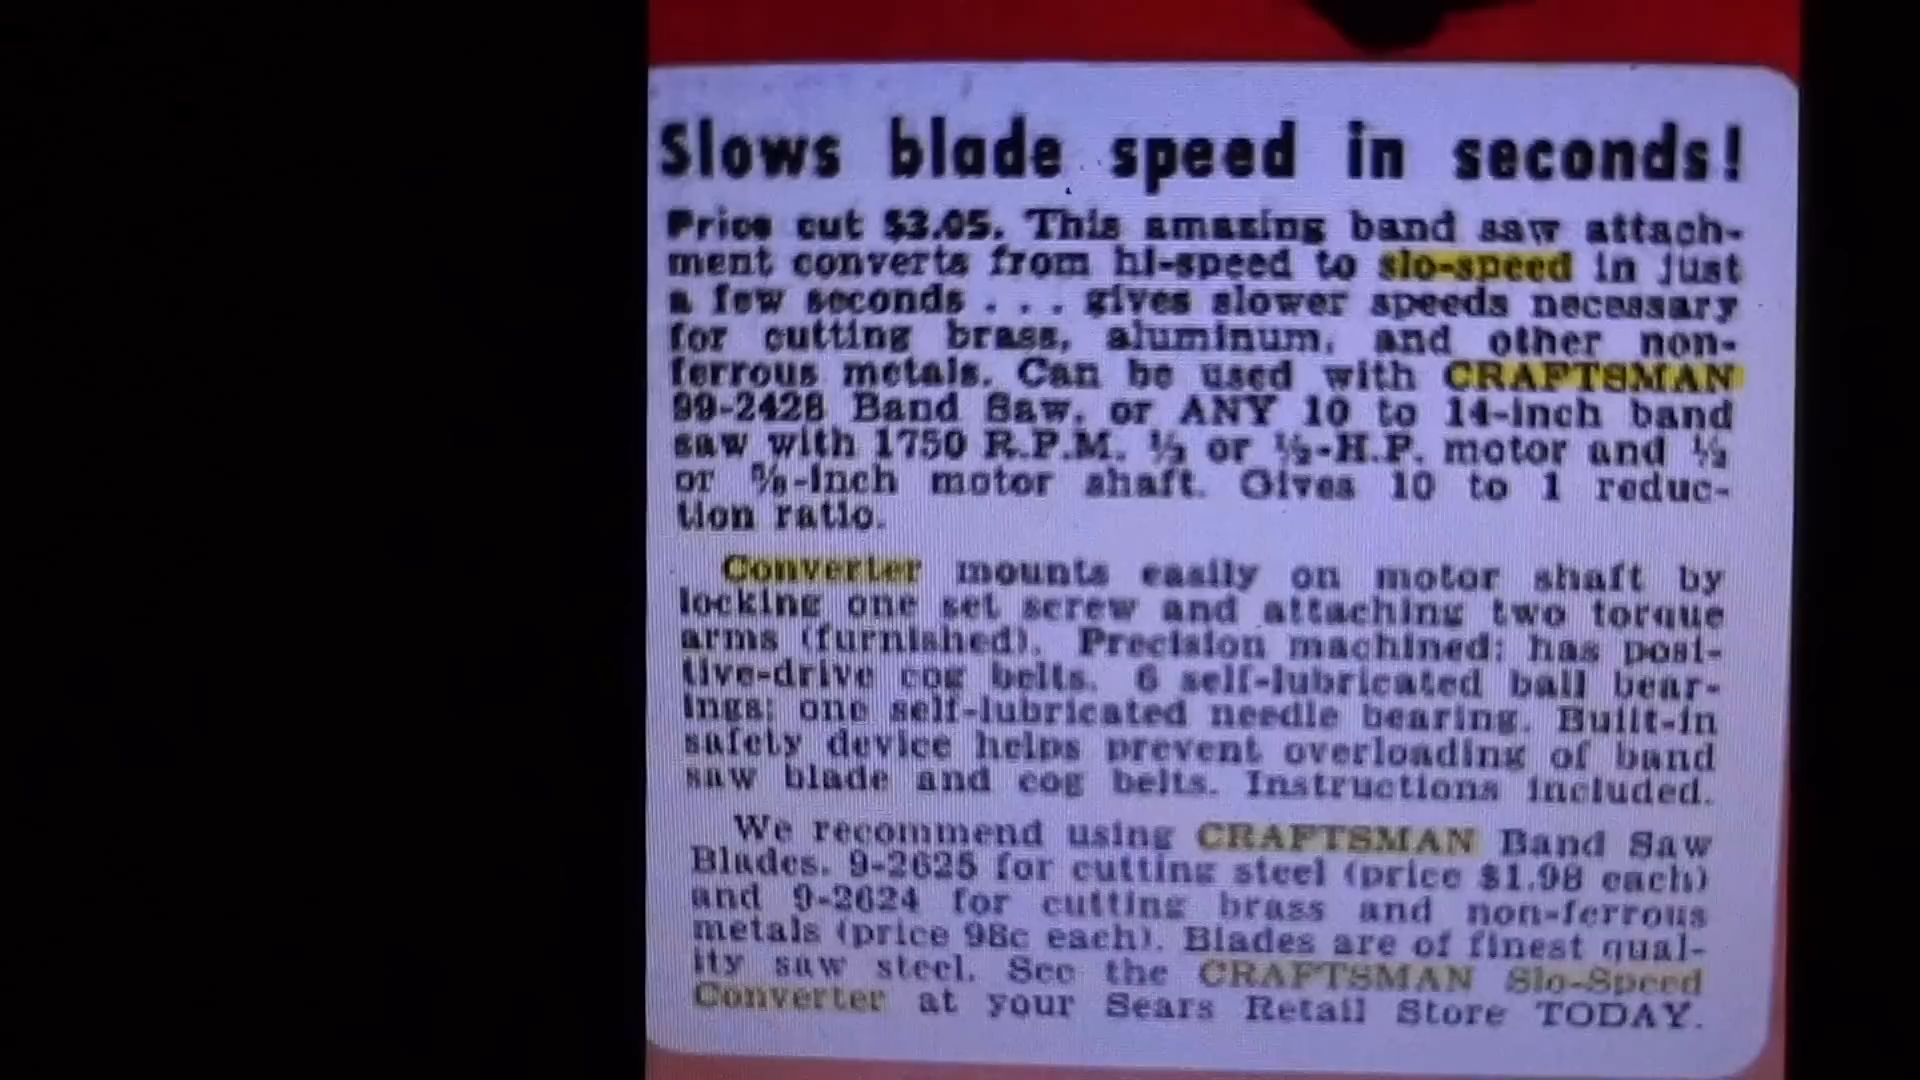 Slows blade speed in seconds!
Price cut $3.05. This amazing band saw attach-
ment converts from hi-speed to slo-speed in just
a few seconds . . . gives slower speeds necessary
for cutting brass, aluminum, and other non-
ferrous metals. Can be used with CRAFTSMAN
99-2428 Band Saw, or ANY 10 to 14-inch band
saw with 1750 R.P.M. ⅓ or ½-H.P. motor and ½
or ⅝-inch motor shaft. Gives 10 to 1 reduc-
tion ratio.
Converter mounts easily on motor shaft by
locking one set screw and attaching two torque
arms (furnished). Precision machined; has posi-
tive-drive cog belts. 6 self-lubricated ball bear-
ings; one self-lubricated needle bearing. Built-in
safety device helps prevent overloading of band
saw blade and cog belts. Instructions included.
We recommend using CRAFTSMAN Band Saw
Blades. 9-2625 for cutting steel (price $1.98 each)
and 9-2624 for cutting brass and non-ferrous
metals (price 98c each). Blades are of finest qual-
ity saw steel. See the CRAFTSMAN Slo-Speed
Converter at your Sears Retail Store TODAY.